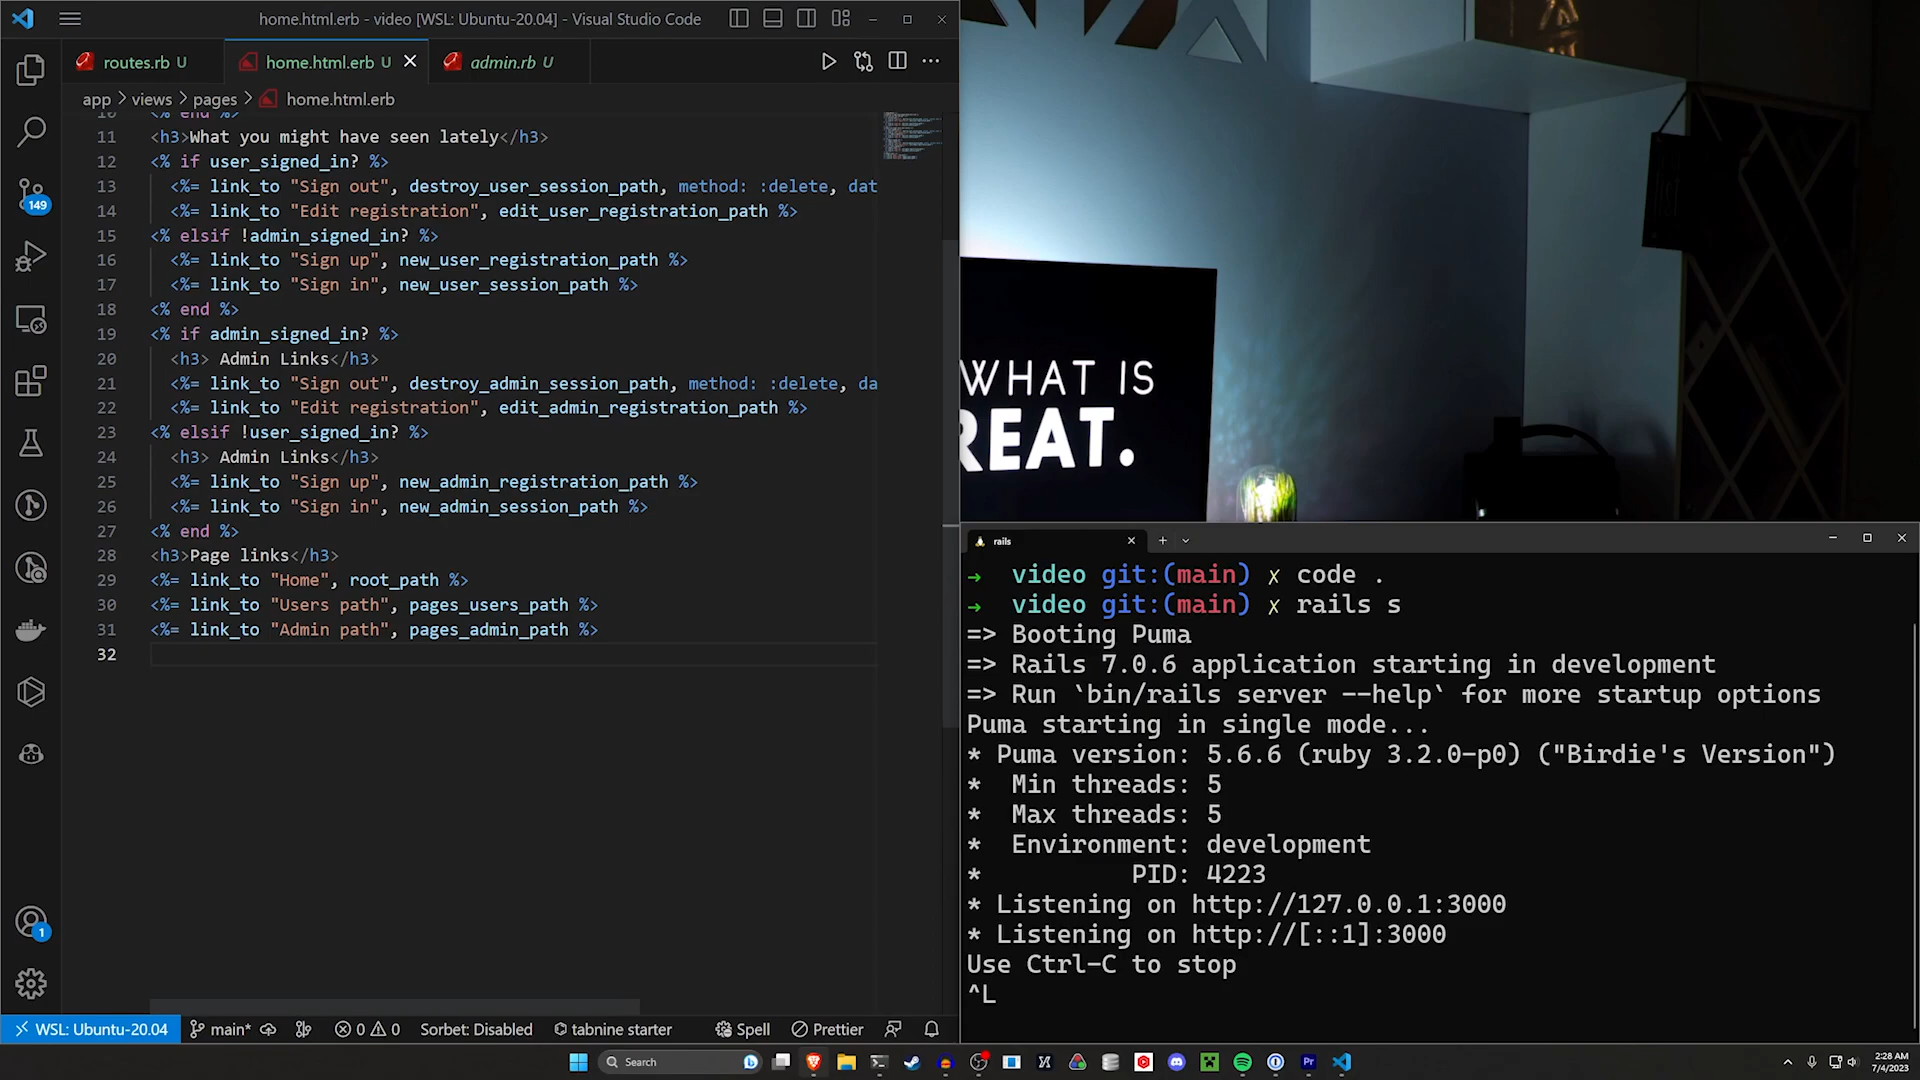 home.html.erb - video [WSL: Ubuntu-20.04] - Visual Studio Code
routes.rb U
home.html.erb U
admin.rb U
app > views > pages > home.html.erb
10 <% end %>
11 <h3>What you might have seen lately</h3>
12 <% if user_signed_in? %>
13 <%= link_to "Sign out", destroy_user_session_path, method: :delete, dat
14 <%= link_to "Edit registration", edit_user_registration_path %>
15 <% elsif !admin_signed_in? %>
16 <%= link_to "Sign up", new_user_registration_path %>
17 <%= link_to "Sign in", new_user_session_path %>
18 <% end %>
19 <% if admin_signed_in? %>
20 <h3> Admin Links</h3>
21 <%= link_to "Sign out", destroy_admin_session_path, method: :delete, da
22 <%= link_to "Edit registration", edit_admin_registration_path %>
23 <% elsif !user_signed_in? %>
24 <h3> Admin Links</h3>
25 <%= link_to "Sign up", new_admin_registration_path %>
26 <%= link_to "Sign in", new_admin_session_path %>
27 <% end %>
28 <h3>Page links</h3>
29 <%= link_to "Home", root_path %>
30 <%= link_to "Users path", pages_users_path %>
31 <%= link_to "Admin path", pages_admin_path %>
32
149
1
WSL: Ubuntu-20.04 main* 0 0 Sorbet: Disabled tabnine starter Spell Prettier
WHAT IS
REAT.
rails
→ video git:(main) x code .
→ video git:(main) x rails s
=> Booting Puma
=> Rails 7.0.6 application starting in development
=> Run `bin/rails server --help` for more startup options
Puma starting in single mode...
* Puma version: 5.6.6 (ruby 3.2.0-p0) ("Birdie's Version")
* Min threads: 5
* Max threads: 5
* Environment: development
* PID: 4223
* Listening on http://127.0.0.1:3000
* Listening on http://[::1]:3000
Use Ctrl-C to stop
^L
Search
Pr
2:28 AM
7/4/2023